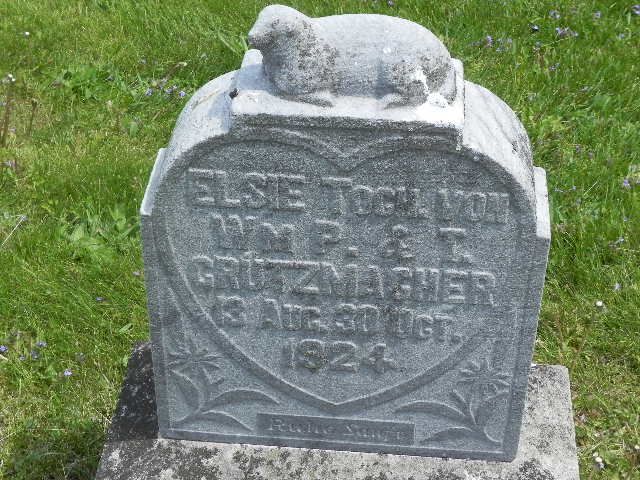 ELSIE TOCH. VON
WM P. & T.
GRÜTZMACHER
13 AUG. 30 OCT.
1924.
Ruhe Sanft